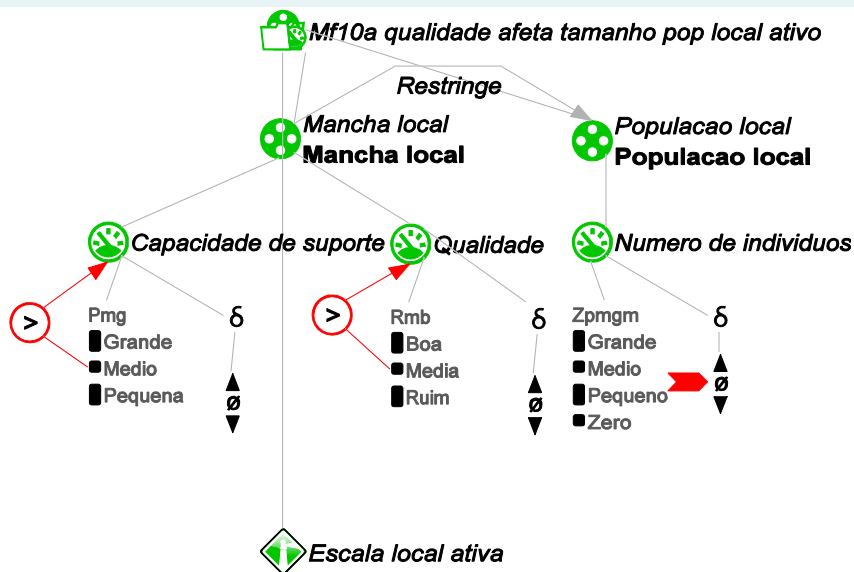 Mf10a qualidade afeta tamanho pop local ativo
Restringe
Mancha local
Mancha local
Populacao local
Populacao local
Capacidade de suporte
Qualidade
Numero de individuos
>
Pmg
Grande
Medio
Pequena
δ
ø
>
Rmb
Boa
Media
Ruim
δ
ø
Zpmgm
Grande
Medio
Pequeno
Zero
δ
ø
Escala local ativa